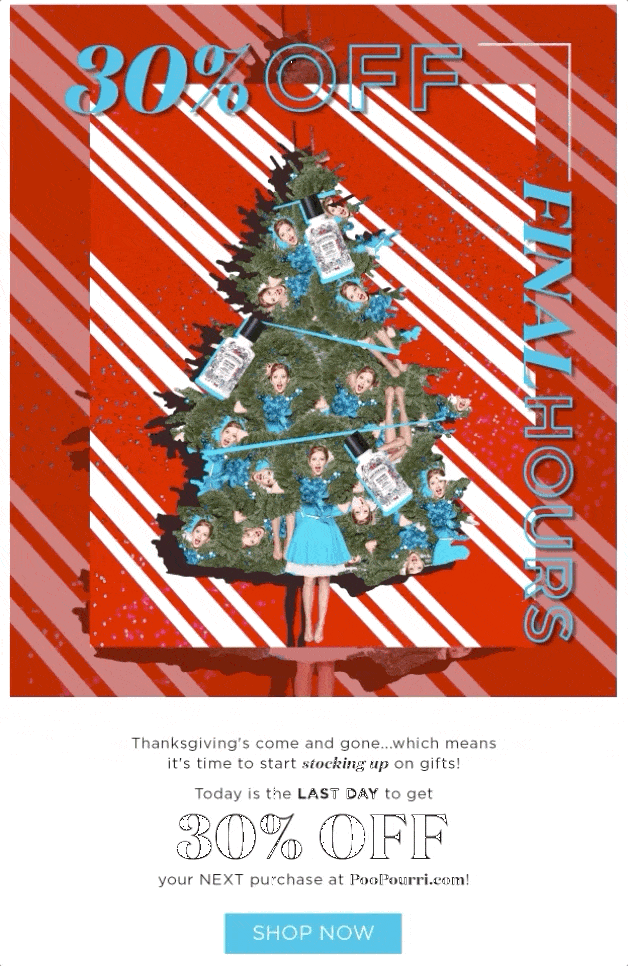 30% OFF
FINAL HOURS
Thanksgiving's come and gone...which means
it's time to start stocking up on gifts!
Today is the LAST DAY to get
30% OFF
your NEXT purchase at PooPourri.com!
SHOP NOW